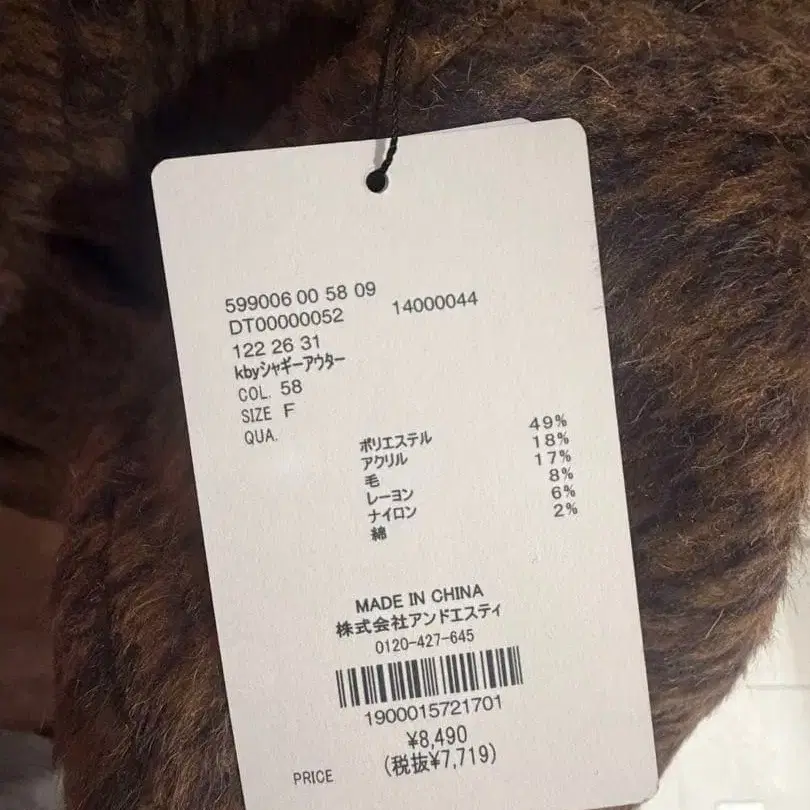 599006 00 58 09
DT00000052 14000044
122 26 31
kbyシャギーアウター
COL. 58
SIZE F
QUA.
ポリエステル 49%
アクリル 18%
毛 17%
レーヨン 8%
ナイロン 6%
綿 2%
MADE IN CHINA
株式会社アンドエスティ
0120-427-645
1900015721701
¥8,490
PRICE (税抜¥7,719)